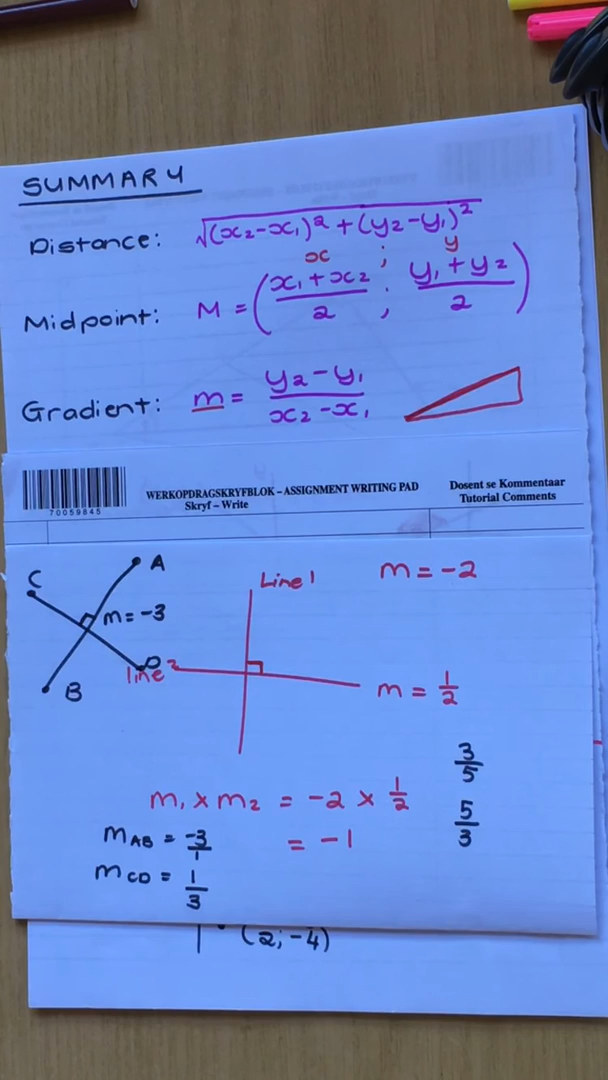 SUMMARY
Distance: √(x₂-x₁)² + (y₂-y₁)²
x ; y
Midpoint: M = (x₁+x₂/2 ; y₁+y₂/2)
Gradient: m = y₂-y₁/x₂-x₁
70059845
WERKOPDRAGSKRYFBLOK – ASSIGNMENT WRITING PAD
Skryf – Write
Dosent se Kommentaar
Tutorial Comments
C
A
m = -3
D
B
Line 1
m = -2
line 2
m = 1/2
3/5
5/3
m₁ × m₂ = -2 × 1/2
= -1
mAB = -3/1
mCD = 1/3
(2;-4)